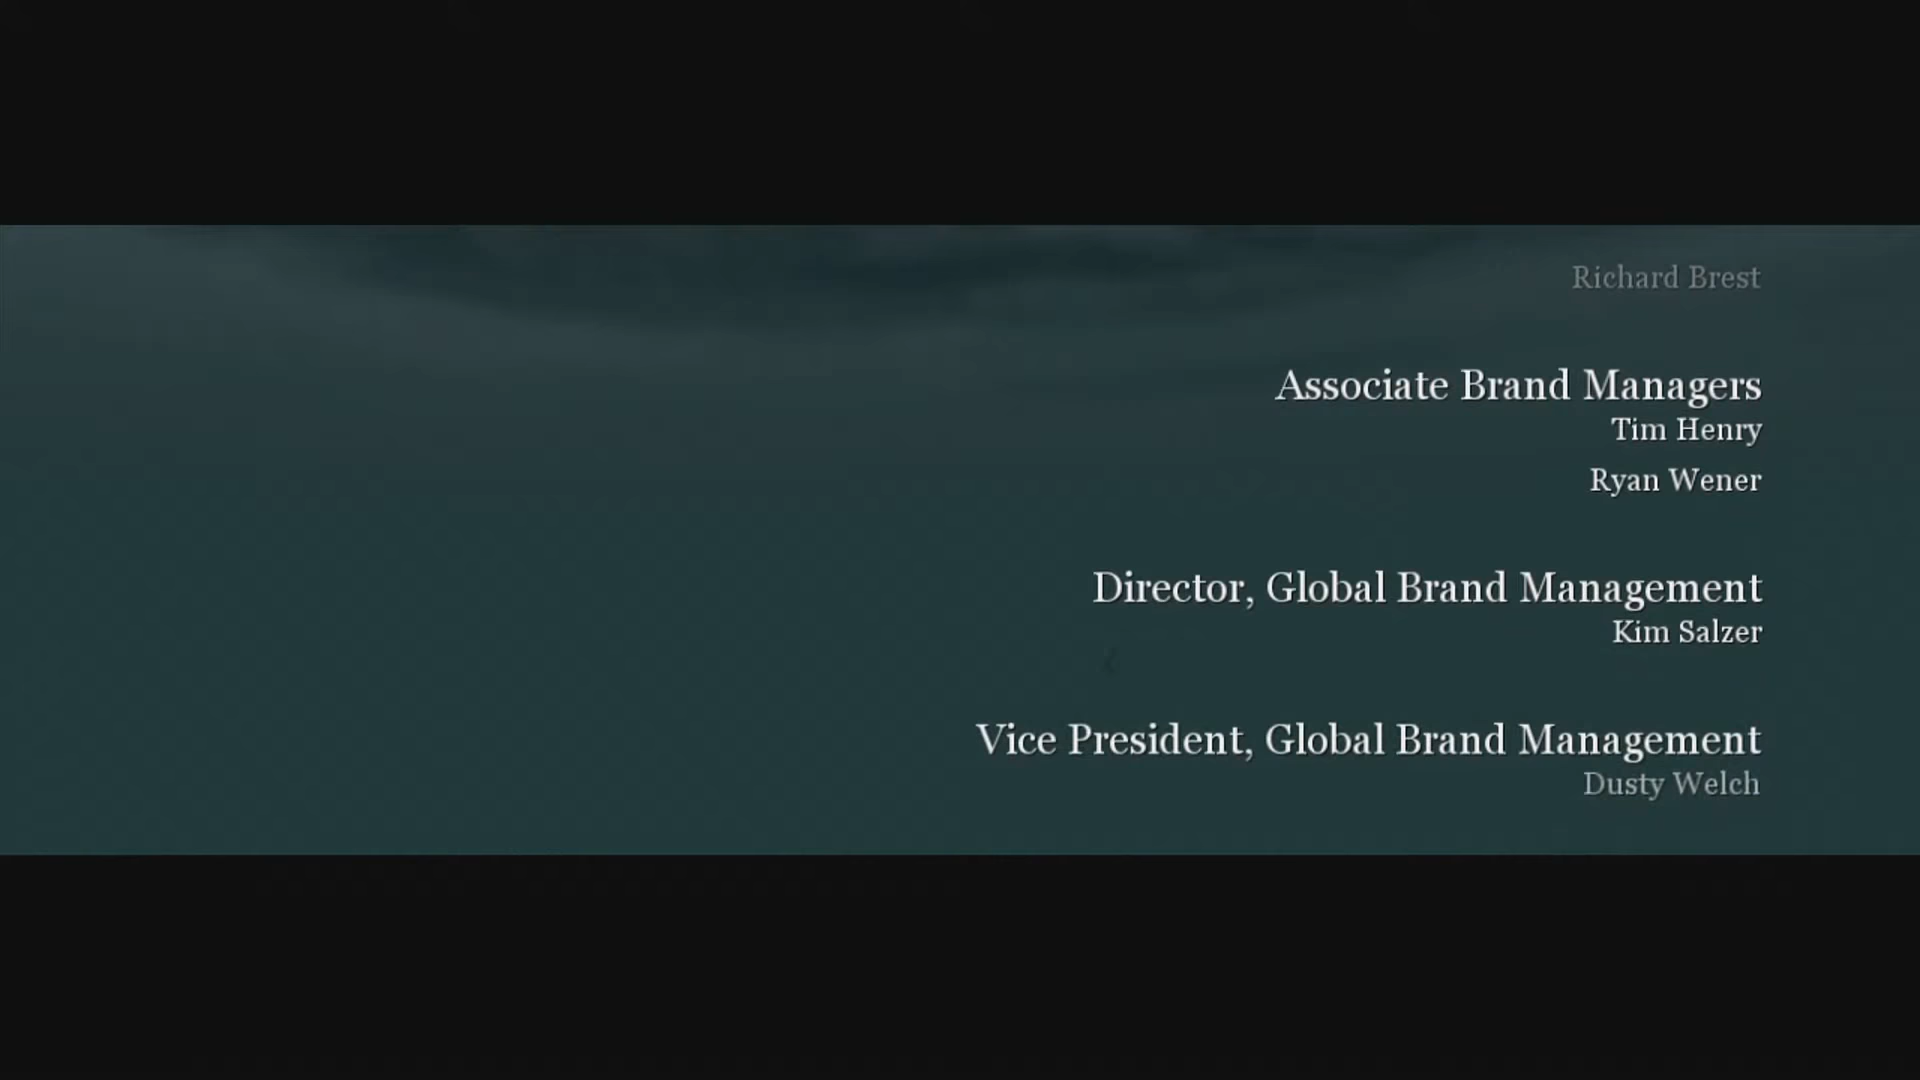 Richard Brest
Associate Brand Managers
Tim Henry
Ryan Wener
Director, Global Brand Management
Kim Salzer
Vice President, Global Brand Management
Dusty Welch